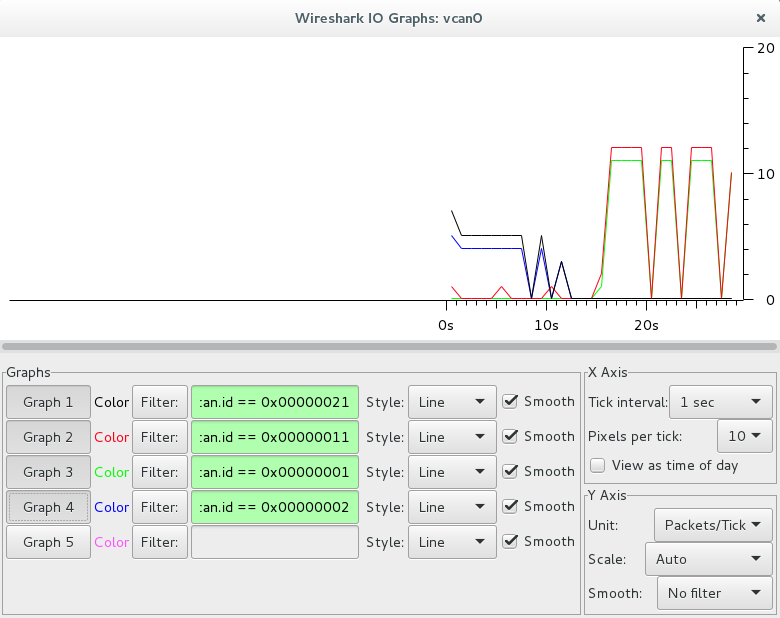 Wireshark IO Graphs: vcan0
20
10
0
0s 10s 20s
Graphs
Graph 1 Color Filter: :an.id == 0x00000021 Style: Line Smooth
Graph 2 Color Filter: :an.id == 0x00000011 Style: Line Smooth
Graph 3 Color Filter: :an.id == 0x00000001 Style: Line Smooth
Graph 4 Color Filter: :an.id == 0x00000002 Style: Line Smooth
Graph 5 Color Filter: Style: Line Smooth
X Axis
Tick interval: 1 sec
Pixels per tick: 10
View as time of day
Y Axis
Unit: Packets/Tick
Scale: Auto
Smooth: No filter